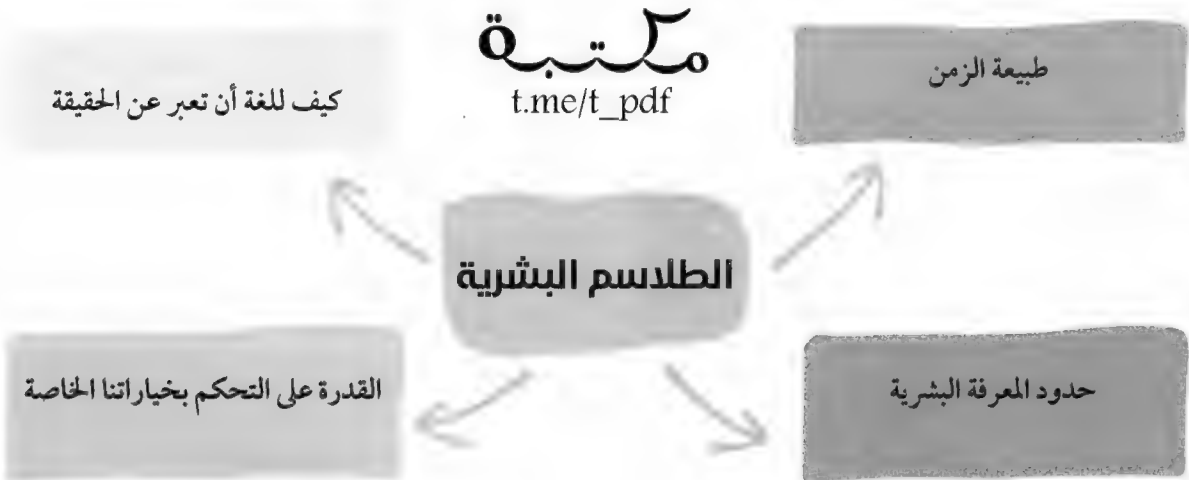 مكتبة
t.me/t_pdf
طبيعة الزمن
كيف للغة أن تعبر عن الحقيقة
الطلاسم البشرية
حدود المعرفة البشرية
القدرة على التحكم بخياراتنا الخاصة